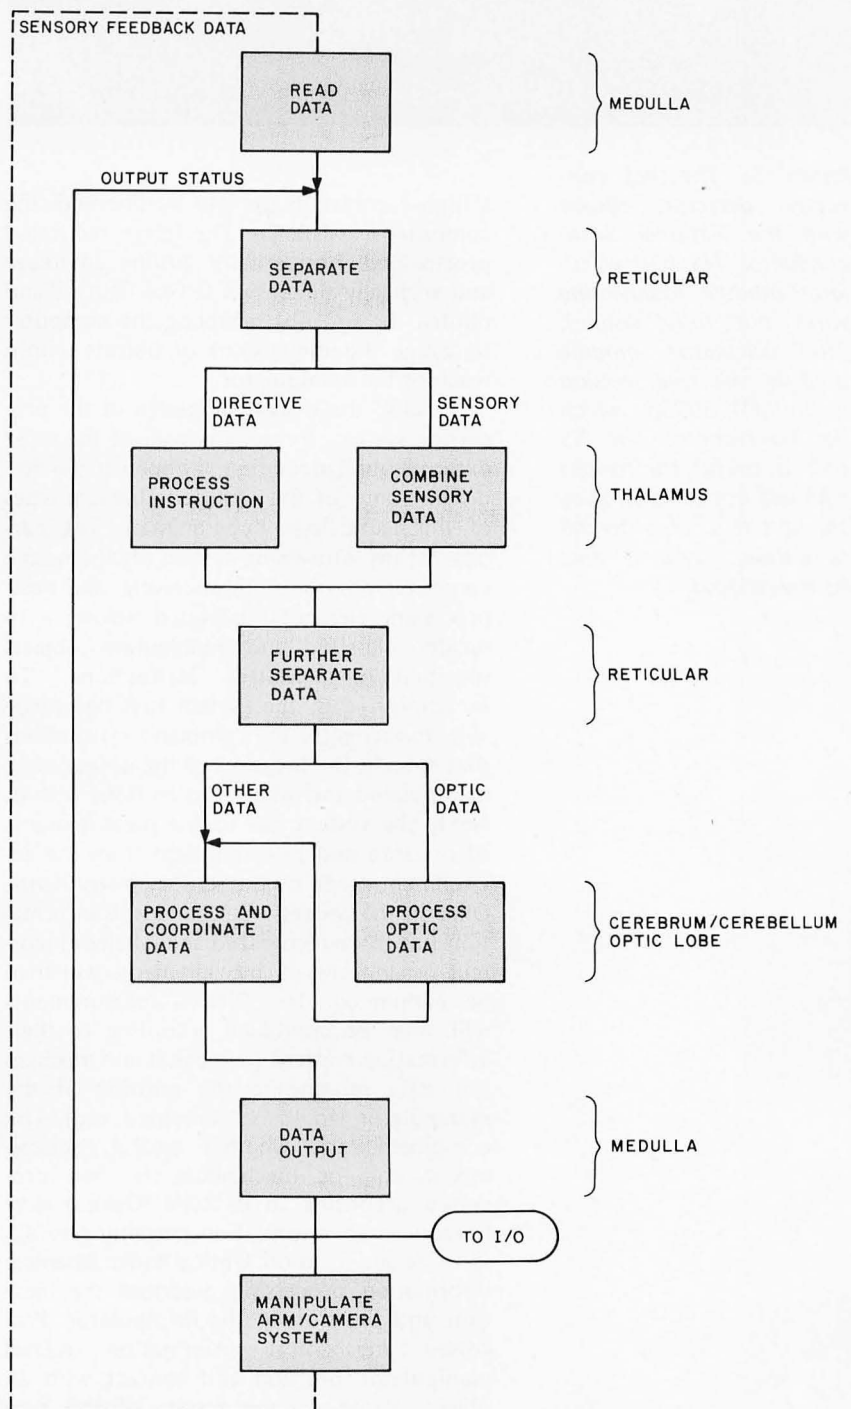 SENSORY FEEDBACK DATA
READ
DATA
MEDULLA
OUTPUT STATUS
SEPARATE
DATA
RETICULAR
DIRECTIVE
DATA
SENSORY DATA
PROCESS
INSTRUCTION
COMBINE
SENSORY
DATA
THALAMUS
FURTHER
SEPARATE
DATA
RETICULAR
OTHER
DATA
OPTIC
DATA
PROCESS AND
COORDINATE
DATA
PROCESS
OPTIC
DATA
CEREBRUM/CEREBELLUM
OPTIC LOBE
DATA
OUTPUT
MEDULLA
TO I/O
MANIPULATE
ARM/CAMERA
SYSTEM